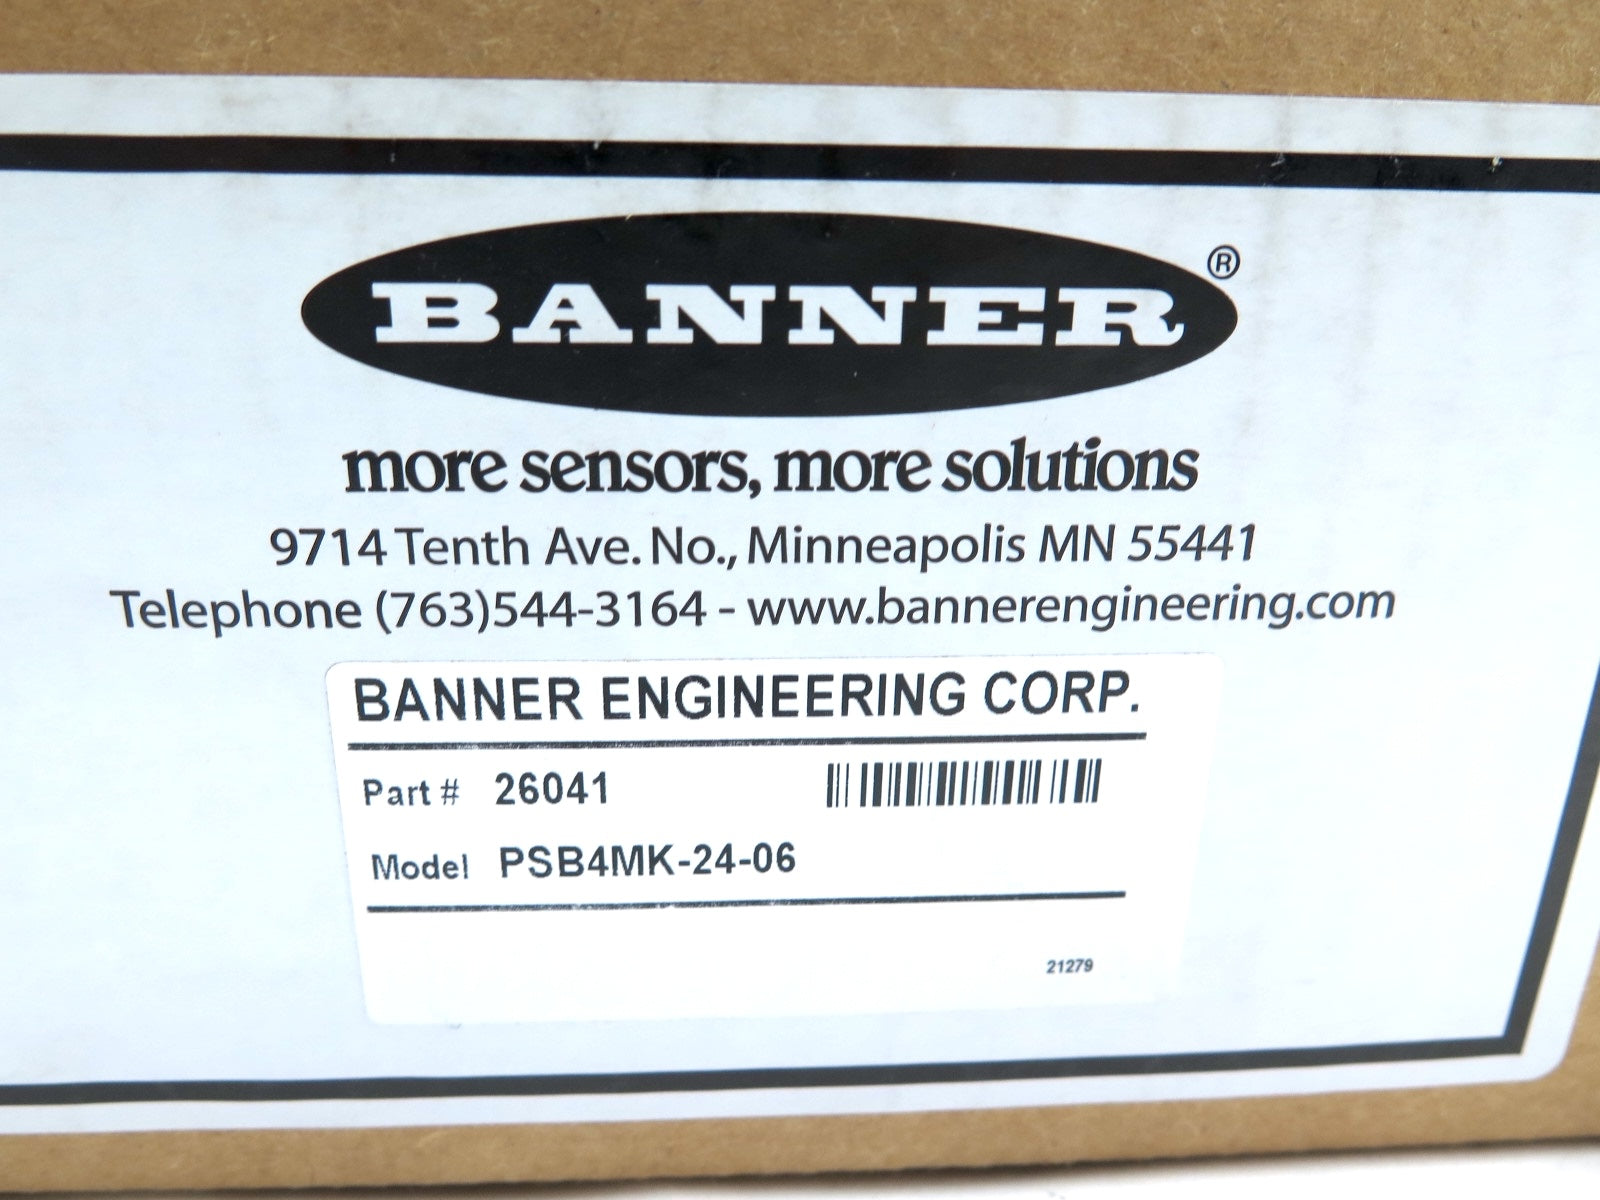 BANNER®
more sensors, more solutions
9714 Tenth Ave. No., Minneapolis MN 55441
Telephone (763)544-3164 - www.bannerengineering.com
BANNER ENGINEERING CORP.
Part # 26041
Model PSB4MK-24-06
21279